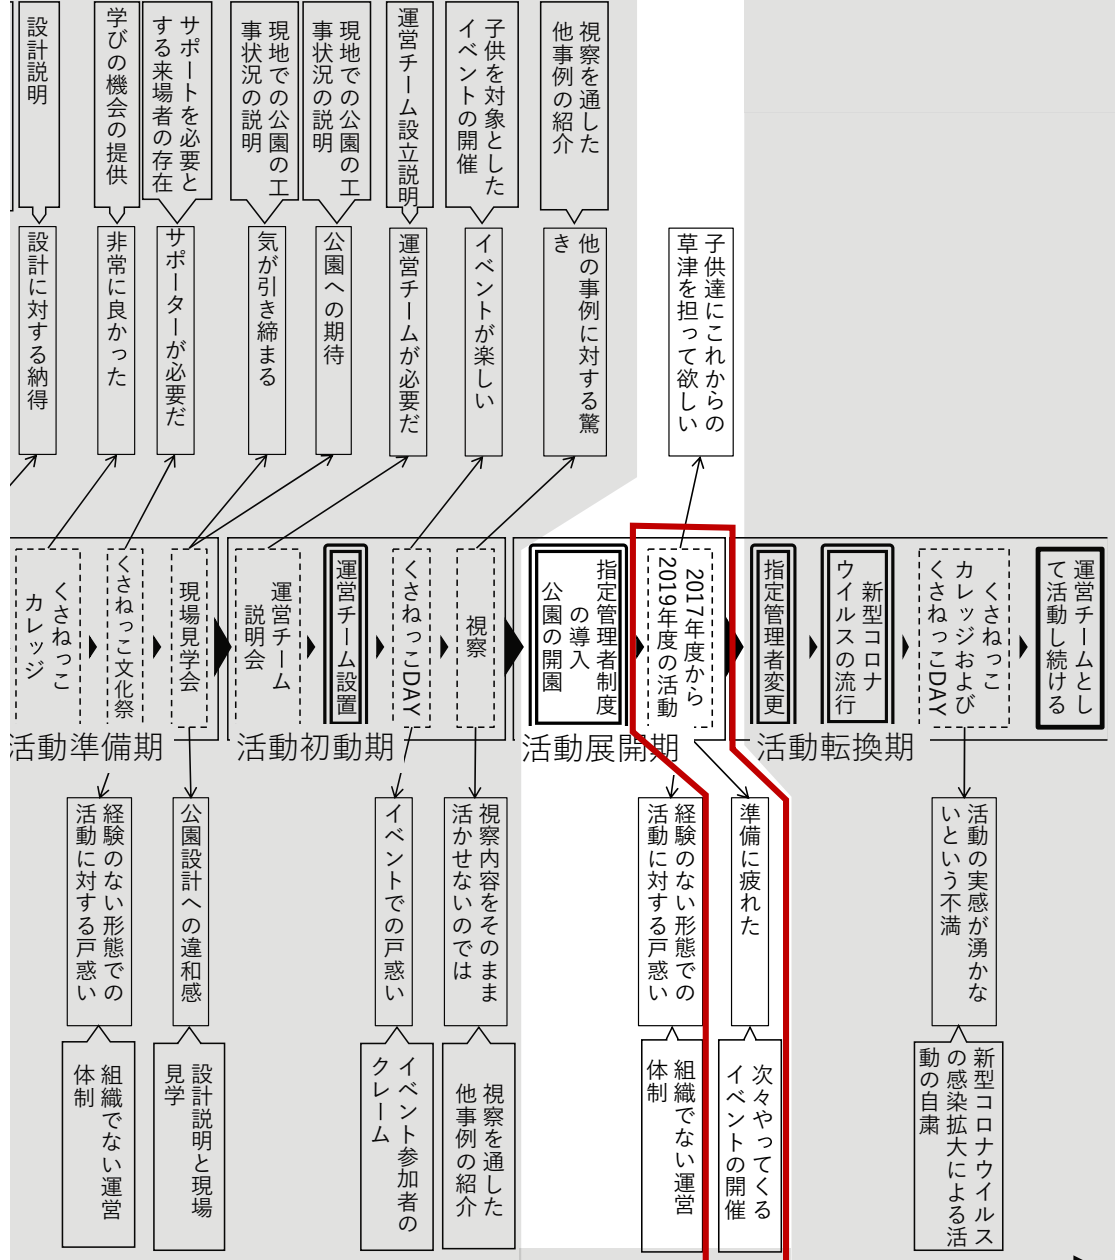 設計説明
学びの機会の提供
サポートを必要と
する来場者の存在
現地での公園の工
事状況の説明
現地での公園の工
事状況の説明
運営チーム設立説明
子供を対象とした
イベントの開催
視察を通した
他事例の紹介
設計に対する納得
非常に良かった
サポーターが必要だ
気が引き締まる
公園への期待
運営チームが必要だ
イベントが楽しい
他の事例に対する驚
き
子供達にこれからの
草津を担って欲しい
くさねっこ
カレッジ
くさねっこ文化祭
現場見学会
運営チーム
説明会
運営チーム設置
くさねっこDAY
視察
指定管理者制度
の導入
公園の開園
2017年度から
2019年度の活動
指定管理者変更
新型コロナ
ウイルスの流行
くさねっこ
カレッジおよび
くさねっこDAY
運営チームとし
て活動し続ける
活動準備期
活動初動期
活動展開期
活動転換期
経験のない形態での
活動に対する戸惑い
公園設計への違和感
イベントでの戸惑い
視察内容をそのまま
活かせないのでは
経験のない形態での
活動に対する戸惑い
準備に疲れた
活動の実感が湧かな
いという不満
組織でない運営
体制
設計説明と現場
見学
イベント参加者の
クレーム
視察を通した
他事例の紹介
組織でない運営
体制
次々やってくる
イベントの開催
新型コロナウイルス
の感染拡大による活
動の自粛